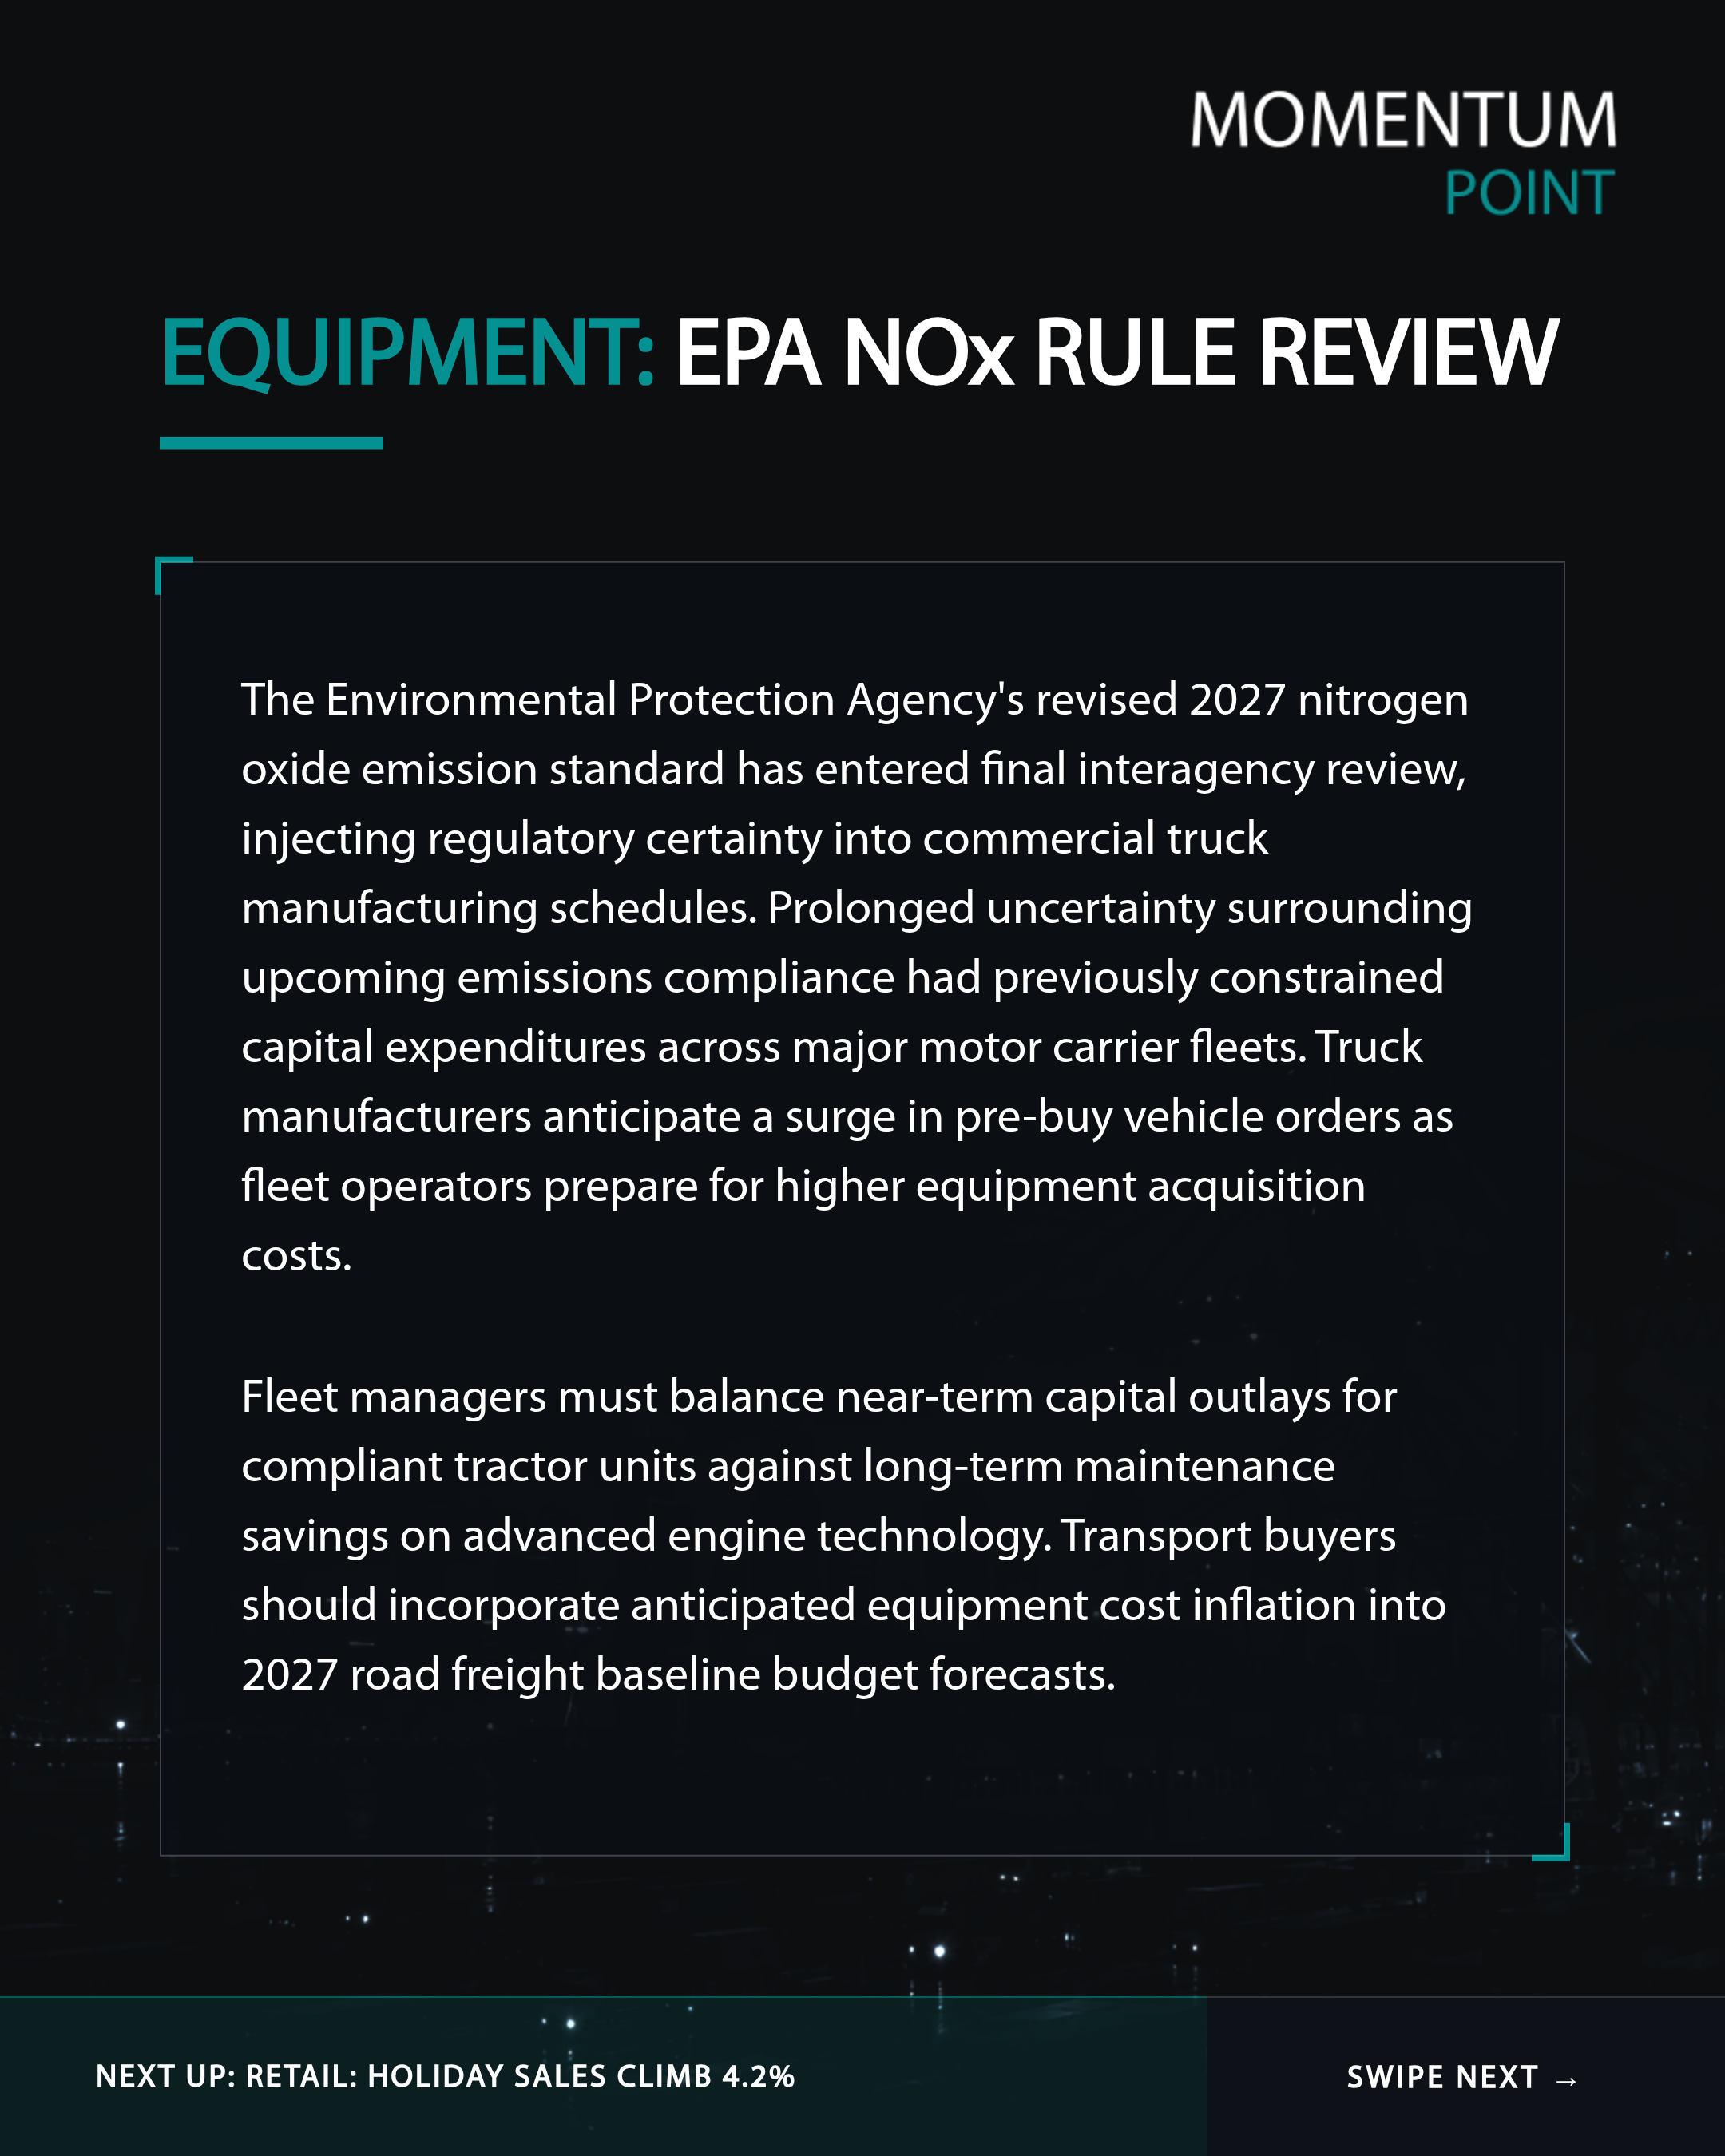 MOMENTUM
POINT
EQUIPMENT: EPA NOx RULE REVIEW
The Environmental Protection Agency's revised 2027 nitrogen
oxide emission standard has entered final interagency review,
injecting regulatory certainty into commercial truck
manufacturing schedules. Prolonged uncertainty surrounding
upcoming emissions compliance had previously constrained
capital expenditures across major motor carrier fleets. Truck
manufacturers anticipate a surge in pre-buy vehicle orders as
fleet operators prepare for higher equipment acquisition
costs.
Fleet managers must balance near-term capital outlays for
compliant tractor units against long-term maintenance
savings on advanced engine technology. Transport buyers
should incorporate anticipated equipment cost inflation into
2027 road freight baseline budget forecasts.
NEXT UP: RETAIL: HOLIDAY SALES CLIMB 4.2%
SWIPE NEXT →